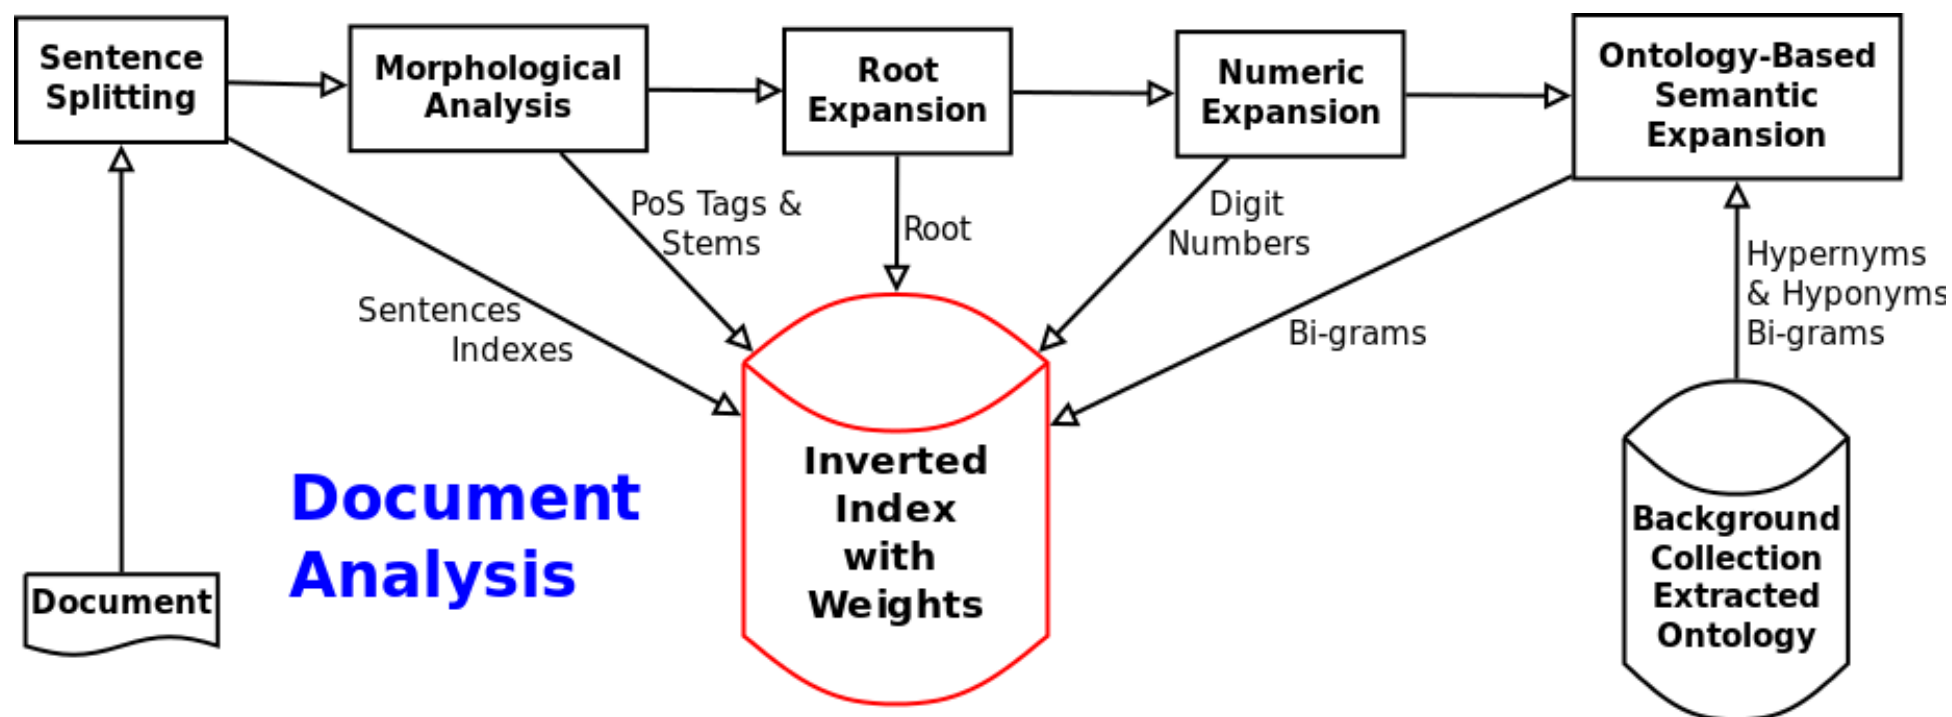 Sentence
Splitting
Morphological
Analysis
Root
Expansion
Numeric
Expansion
Ontology-Based
Semantic
Expansion
PoS Tags &
Stems
Root
Digit
Numbers
Hypernyms
& Hyponyms
Bi-grams
Sentences
Indexes
Bi-grams
Document
Analysis
Inverted
Index
with
Weights
Background
Collection
Extracted
Ontology
Document